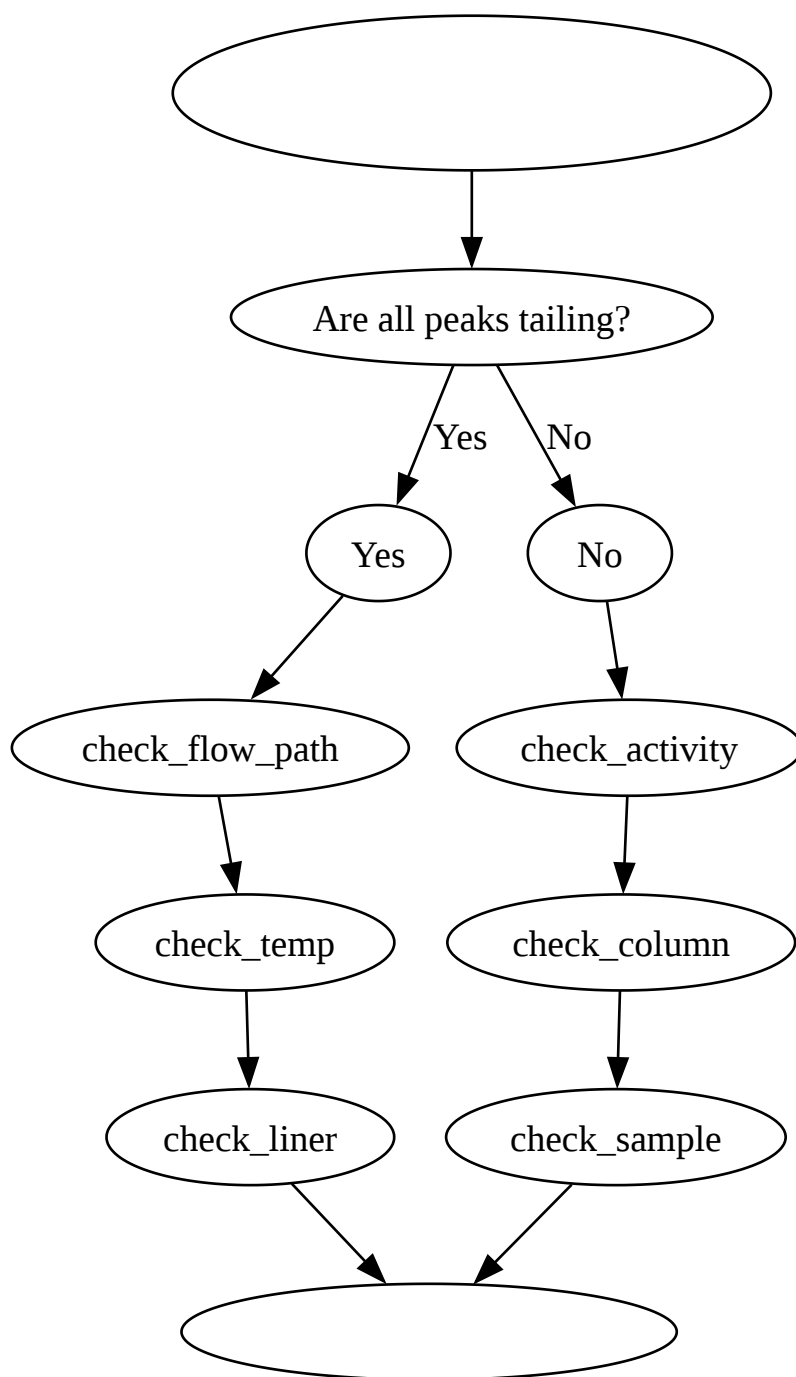 Are all peaks tailing?
Yes
No
Yes
No
check_flow_path
check_activity
check_temp
check_column
check_liner
check_sample